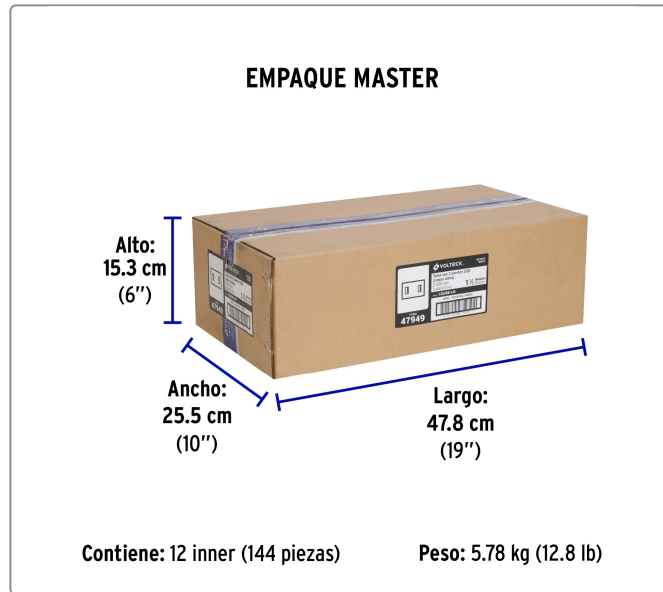 EMPAQUE MASTER
Alto:
15.3 cm
(6’’)
VOLTECK
47949
Ancho:
25.5 cm
(10’’)
Largo:
47.8 cm
(19’’)
Contiene: 12 inner (144 piezas)
Peso: 5.78 kg (12.8 lb)